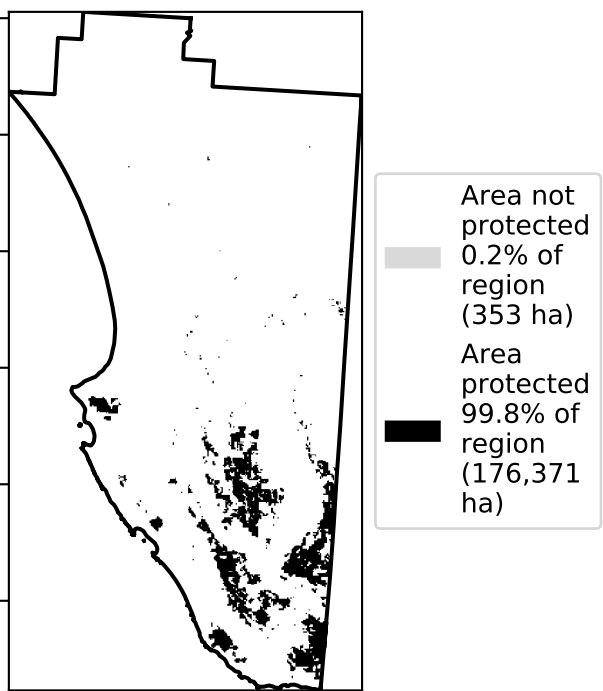 Area not
protected
0.2% of
region
(353 ha)
Area
protected
99.8% of
region
(176,371
ha)